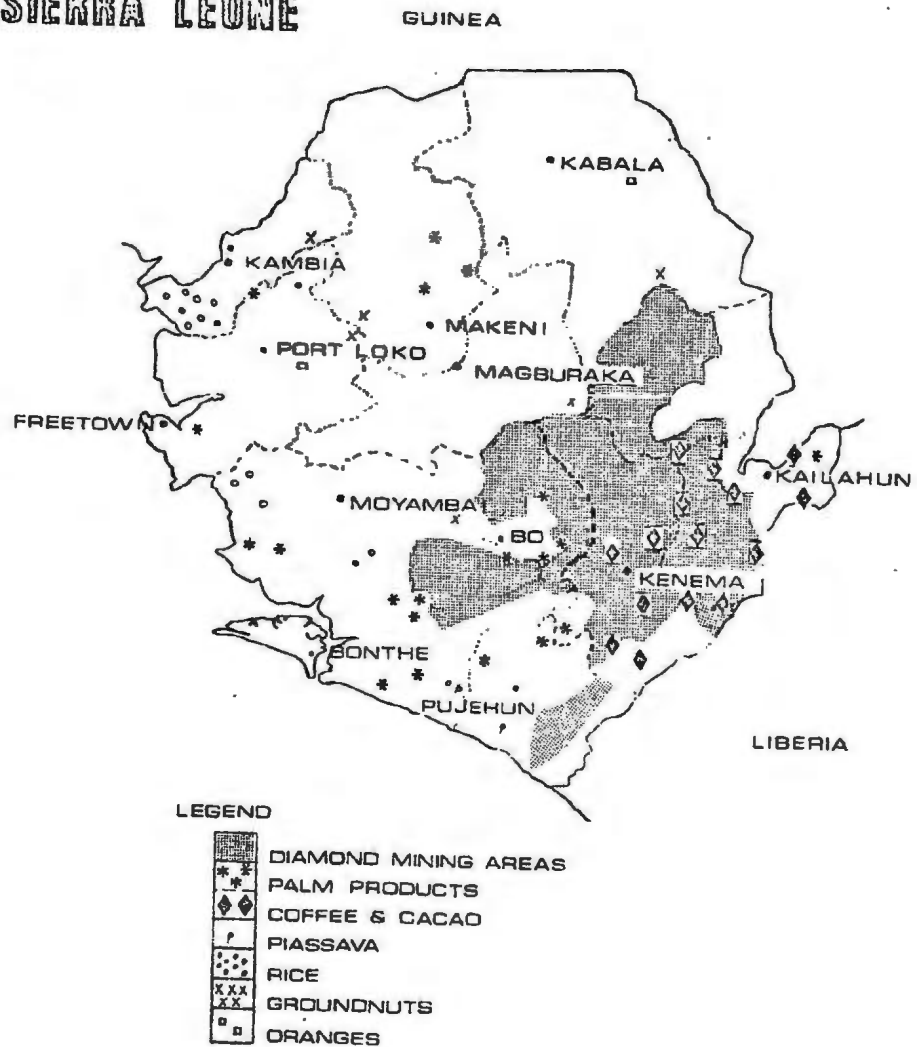 SIERRA LEONE
GUINEA
KABALA
KAMBIA
MAKENI
PORT LOKO
MAGBURAKA
FREETOWN
KAILAHUN
MOYAMBA
BO
KENEMA
BONTHE
PUJEHUN
LIBERIA
LEGEND
DIAMOND MINING AREAS
PALM PRODUCTS
COFFEE & CACAO
PIASSAVA
RICE
GROUNDNUTS
ORANGES